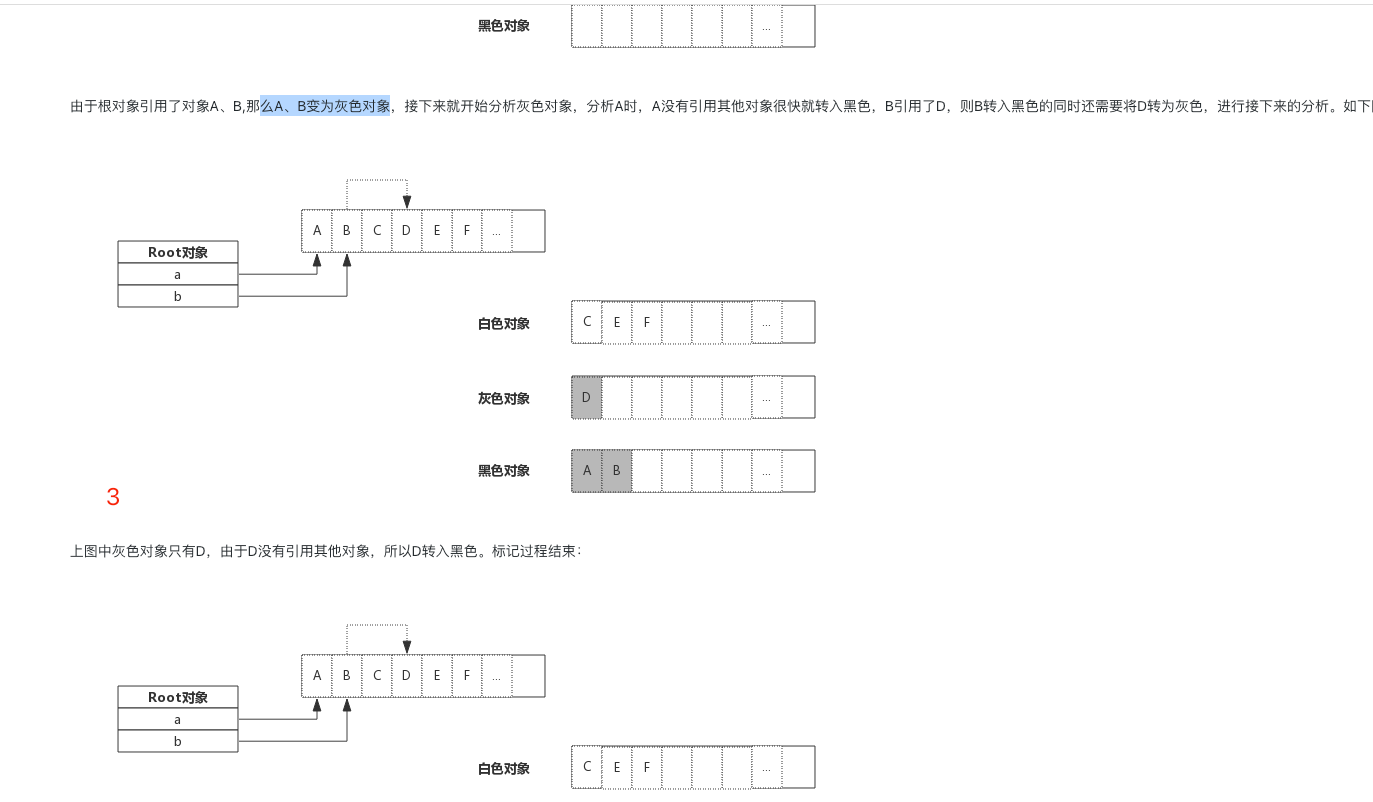 黑色对象
...
由于根对象引用了对象A、B,那么A、B变为灰色对象，接下来就开始分析灰色对象，分析A时，A没有引用其他对象很快就转入黑色，B引用了D，则B转入黑色的同时还需要将D转为灰色，进行接下来的分析。如下
A B C D E F ...
Root对象
a
b
白色对象 C E F ...
灰色对象 D ...
黑色对象 A B ...
3
上图中灰色对象只有D，由于D没有引用其他对象，所以D转入黑色。标记过程结束：
A B C D E F ...
Root对象
a
b
白色对象 C E F ...